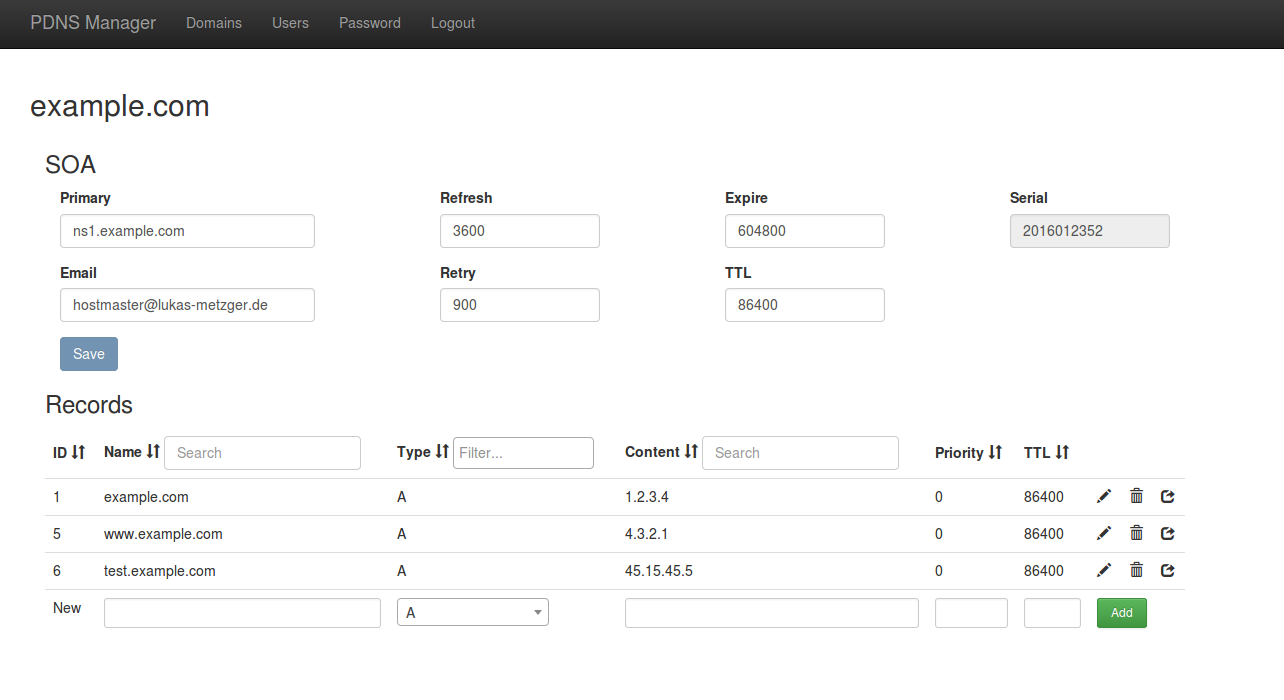 PDNS Manager Domains Users Password Logout
example.com
SOA
Primary Refresh Expire Serial
ns1.example.com 3600 604800 2016012352
Email Retry TTL
hostmaster@lukas-metzger.de 900 86400
Save
Records
ID Name Search Type Filter... Content Search Priority TTL
1 example.com A 1.2.3.4 0 86400
5 www.example.com A 4.3.2.1 0 86400
6 test.example.com A 45.15.45.5 0 86400
New A Add